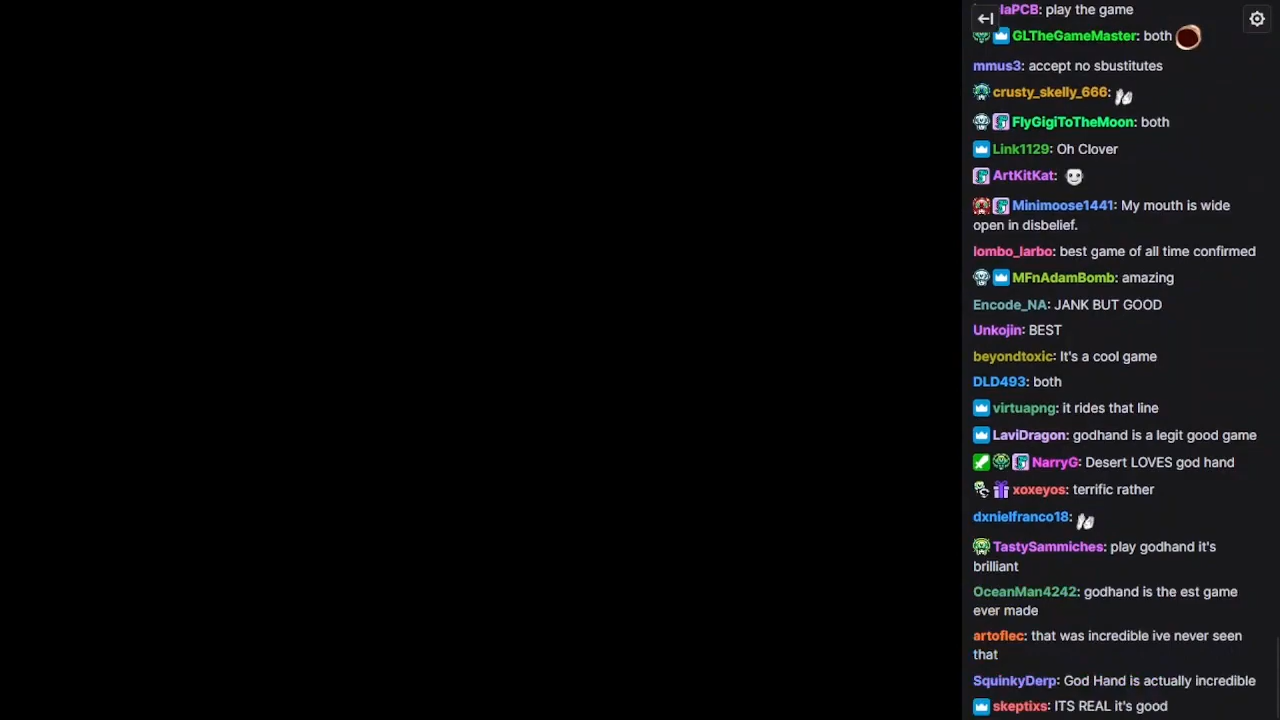 laPCB: play the game
GLTheGameMaster: both
mmus3: accept no sbustitutes
crusty_skelly_666:
FlyGigiToTheMoon: both
Link1129: Oh Clover
ArtKitKat:
Minimoose1441: My mouth is wide
open in disbelief.
lombo_larbo: best game of all time confirmed
MFnAdamBomb: amazing
Encode_NA: JANK BUT GOOD
Unkojin: BEST
beyondtoxic: It's a cool game
DLD493: both
virtuapng: it rides that line
LaviDragon: godhand is a legit good game
NarryG: Desert LOVES god hand
xoxeyos: terrific rather
dxnielfranco18:
TastySammiches: play godhand it's
brilliant
OceanMan4242: godhand is the est game
ever made
artoflec: that was incredible ive never seen
that
SquinkyDerp: God Hand is actually incredible
skeptixs: ITS REAL it's good